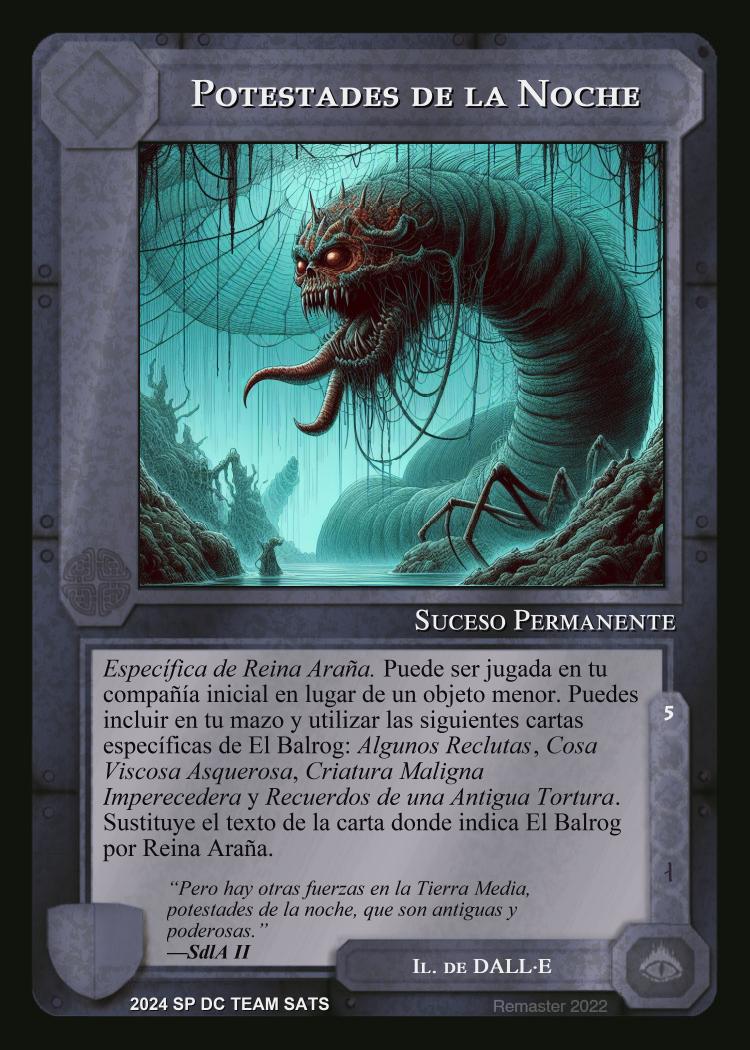 Potestades de la Noche
Suceso Permanente
Específica de Reina Araña. Puede ser jugada en tu
compañía inicial en lugar de un objeto menor. Puedes
incluir en tu mazo y utilizar las siguientes cartas
específicas de El Balrog: Algunos Reclutas, Cosa
Viscosa Asquerosa, Criatura Maligna
Imperecedera y Recuerdos de una Antigua Tortura.
Sustituye el texto de la carta donde indica El Balrog
por Reina Araña.
5
“Pero hay otras fuerzas en la Tierra Media,
potestades de la noche, que son antiguas y
poderosas.”
—SdlA II
Il. de DALL·E
2024 SP DC TEAM SATS
Remaster 2022